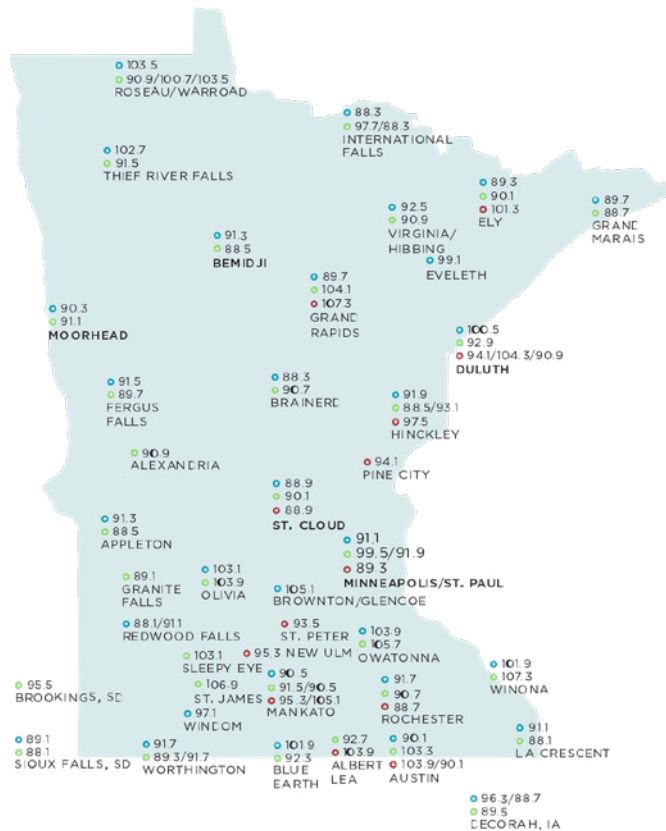 103.5
90.9/100.7/103.5
ROSEAU/WARROAD
88.3
97.7/88.3
INTERNATIONAL
FALLS
102.7
91.5
THIEF RIVER FALLS
89.3
90.1
101.3
ELY
89.7
88.7
GRAND
MARAIS
92.5
90.9
VIRGINIA/
HIBBING
99.1
EVELETH
91.3
88.5
BEMIDJI
89.7
104.1
107.3
GRAND
RAPIDS
90.3
91.1
MOORHEAD
100.5
92.9
94.1/104.3/90.9
DULUTH
91.5
89.7
FERGUS
FALLS
88.3
90.7
BRAINERD
91.9
88.5/93.1
97.5
HINCKLEY
90.9
ALEXANDRIA
94.1
PINE CITY
88.9
90.1
88.9
ST. CLOUD
91.3
88.5
APPLETON
91.1
99.5/91.9
89.3
MINNEAPOLIS/ST. PAUL
89.1
GRANITE
FALLS
103.1
103.9
OLIVIA
105.1
BROWNTON/GLENCOE
88.1/91.1
REDWOOD FALLS
93.5
ST. PETER
103.9
105.7
OWATONNA
103.1
SLEEPY EYE
95.3 NEW ULM
101.9
107.3
WINONA
95.5
BROOKINGS, SD
106.9
ST. JAMES
90.5
91.5/90.5
95.3/105.1
MANKATO
91.7
90.7
88.7
ROCHESTER
97.1
WINDOM
91.1
88.1
LA CRESCENT
89.1
88.1
SIOUX FALLS, SD
91.7
89.3/91.7
WORTHINGTON
101.9
92.3
BLUE
EARTH
92.7
103.9
ALBERT
LEA
90.1
103.3
103.9/90.1
AUSTIN
96.3/88.7
89.5
DECORAH, IA